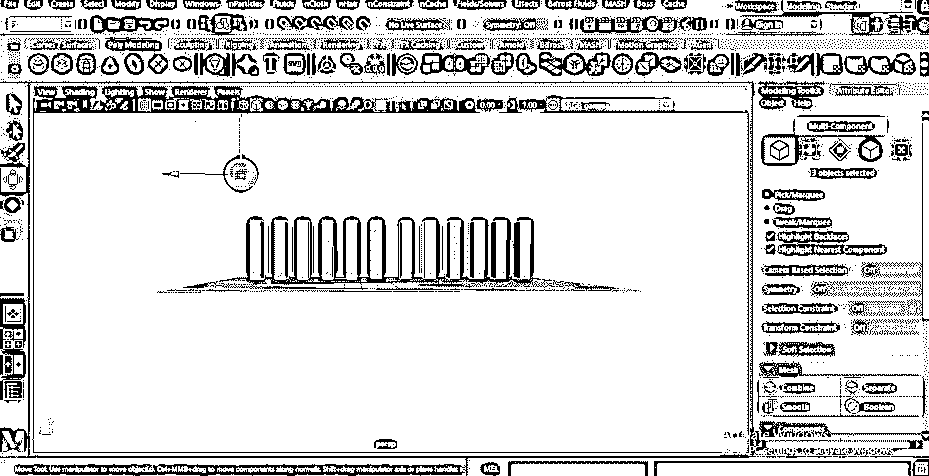 File Edit Create Select Modify Display Windows nParticles Fluids nCloth nHair nConstraint nCache Fields/Solvers Effects Bifrost Fluids MASH Boss Cache
Workspace
No Live Surface
Symmetry: Off
Sign In
Curves / Surfaces Poly Modeling Sculpting Rigging Animation Rendering FX FX Caching Custom Arnold Bifrost MASH Motion Graphics XGen
View Shading Lighting Show Renderer Panels
0.00 1.00
Modeling Toolkit Attribute Editor
Object Help
Multi-Component
3 objects selected
Pick/Marquee
Drag
Tweak/Marquee
Highlight Backfaces
Highlight Nearest Component
Camera Based Selection Off
Symmetry: Off
Selection Constraint: Off
Transform Constraint: Off
Soft Selection
Mesh
Combine Separate
Smooth Boolean
persp
Move Tool: Use manipulator to move object(s). Ctrl+MMB+drag to move components along normals. Shift+drag manipulator axis or plane handles
MEL